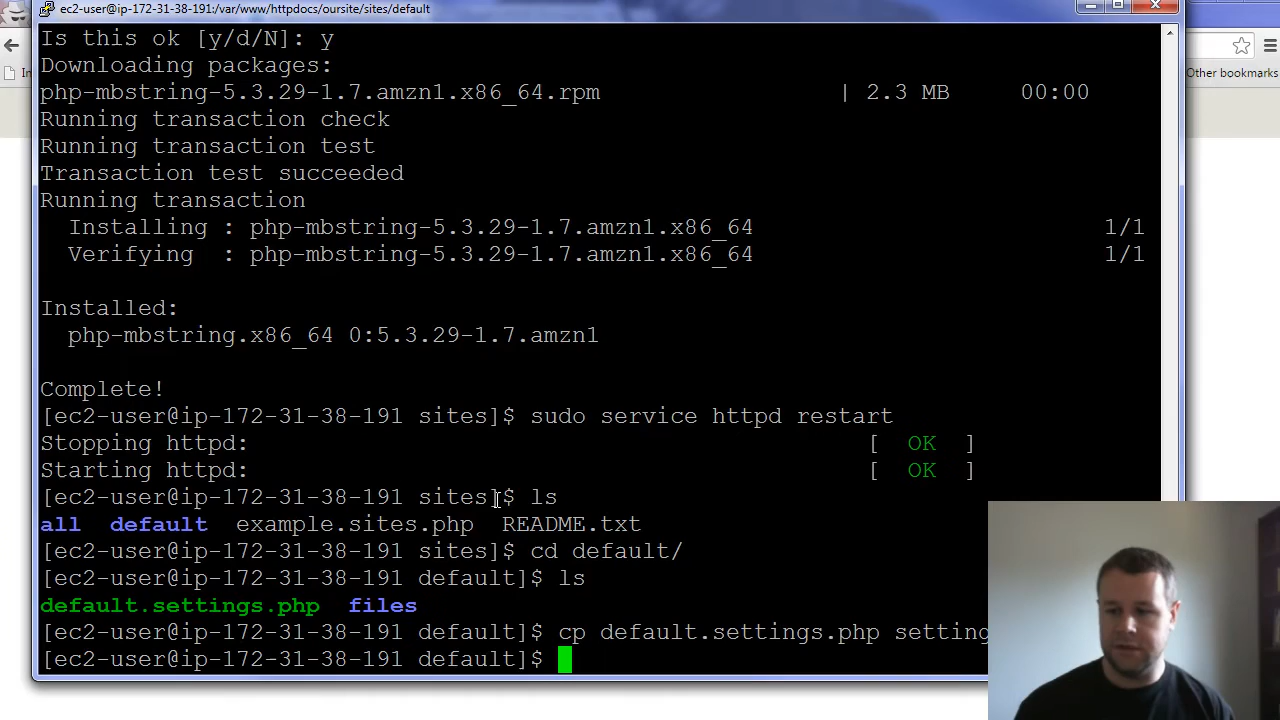 ec2-user@ip-172-31-38-191:/var/www/httpdocs/oursite/sites/default
Is this ok [y/d/N]: y
Downloading packages:
php-mbstring-5.3.29-1.7.amzn1.x86_64.rpm | 2.3 MB 00:00
Running transaction check
Running transaction test
Transaction test succeeded
Running transaction
Installing : php-mbstring-5.3.29-1.7.amzn1.x86_64 1/1
Verifying : php-mbstring-5.3.29-1.7.amzn1.x86_64 1/1
Installed:
php-mbstring.x86_64 0:5.3.29-1.7.amzn1
Complete!
[ec2-user@ip-172-31-38-191 sites]$ sudo service httpd restart
Stopping httpd: [ OK ]
Starting httpd: [ OK ]
[ec2-user@ip-172-31-38-191 sites]$ ls
all default example.sites.php README.txt
[ec2-user@ip-172-31-38-191 sites]$ cd default/
[ec2-user@ip-172-31-38-191 default]$ ls
default.settings.php files
[ec2-user@ip-172-31-38-191 default]$ cp default.settings.php setting
[ec2-user@ip-172-31-38-191 default]$
Other bookmarks